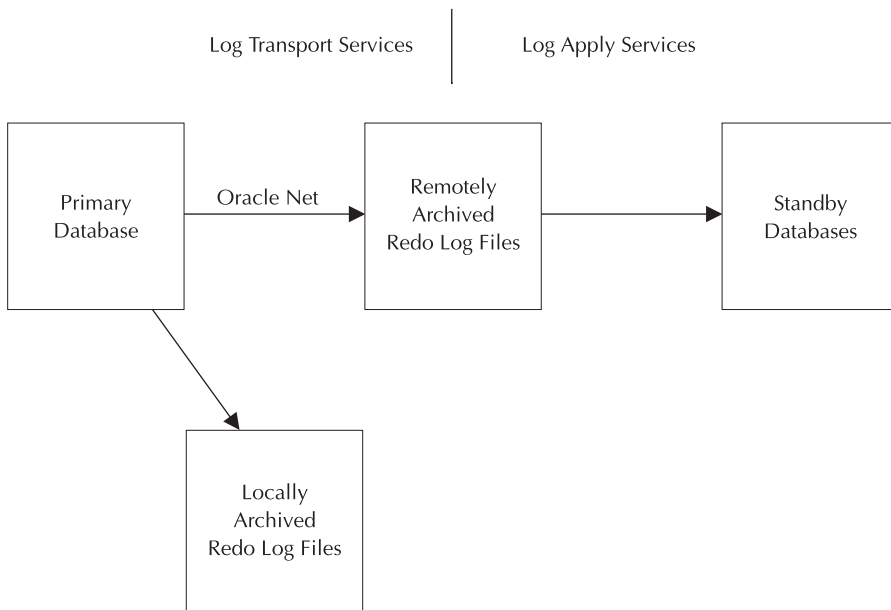 Log Transport Services
Log Apply Services
Primary
Database
Oracle Net
Remotely
Archived
Redo Log Files
Standby
Databases
Locally
Archived
Redo Log Files